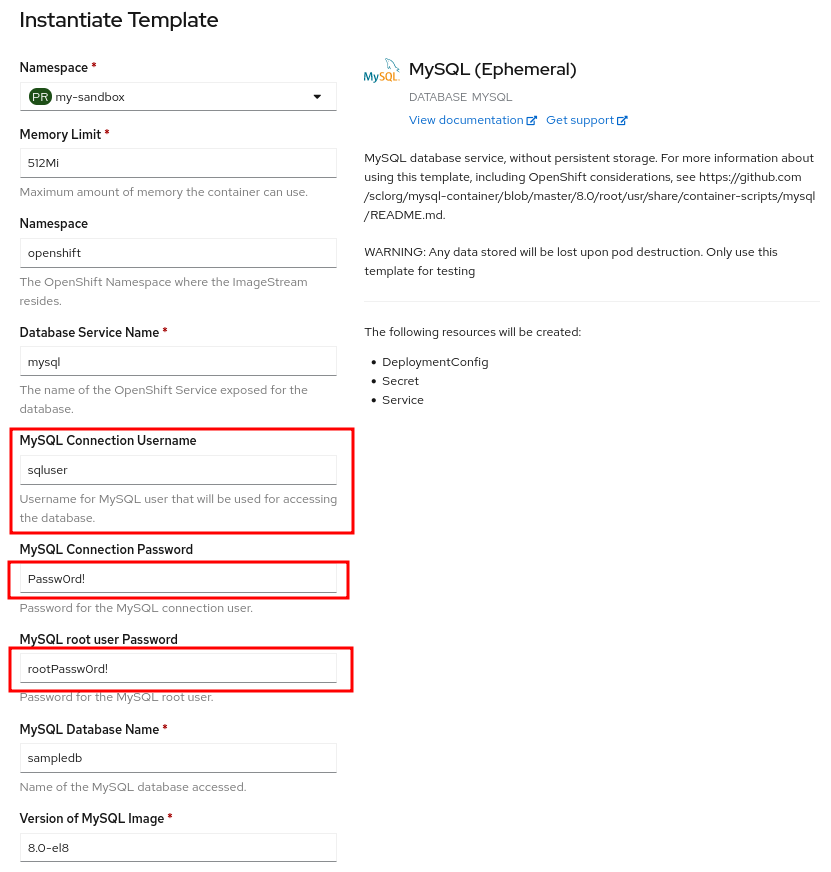 Instantiate Template
Namespace *
PR my-sandbox
Memory Limit *
512Mi
Maximum amount of memory the container can use.
Namespace
openshift
The OpenShift Namespace where the ImageStream
resides.
Database Service Name *
mysql
The name of the OpenShift Service exposed for the
database.
MySQL Connection Username
sqluser
Username for MySQL user that will be used for accessing
the database.
MySQL Connection Password
Passw0rd!
Password for the MySQL connection user.
MySQL root user Password
rootPassw0rd!
Password for the MySQL root user.
MySQL Database Name *
sampledb
Name of the MySQL database accessed.
Version of MySQL Image *
8.0-el8
MySQL
MySQL (Ephemeral)
DATABASE MYSQL
View documentation Get support
MySQL database service, without persistent storage. For more information about
using this template, including OpenShift considerations, see https://github.com
/sclorg/mysql-container/blob/master/8.0/root/usr/share/container-scripts/mysql
/README.md.
WARNING: Any data stored will be lost upon pod destruction. Only use this
template for testing
The following resources will be created:
• DeploymentConfig
• Secret
• Service